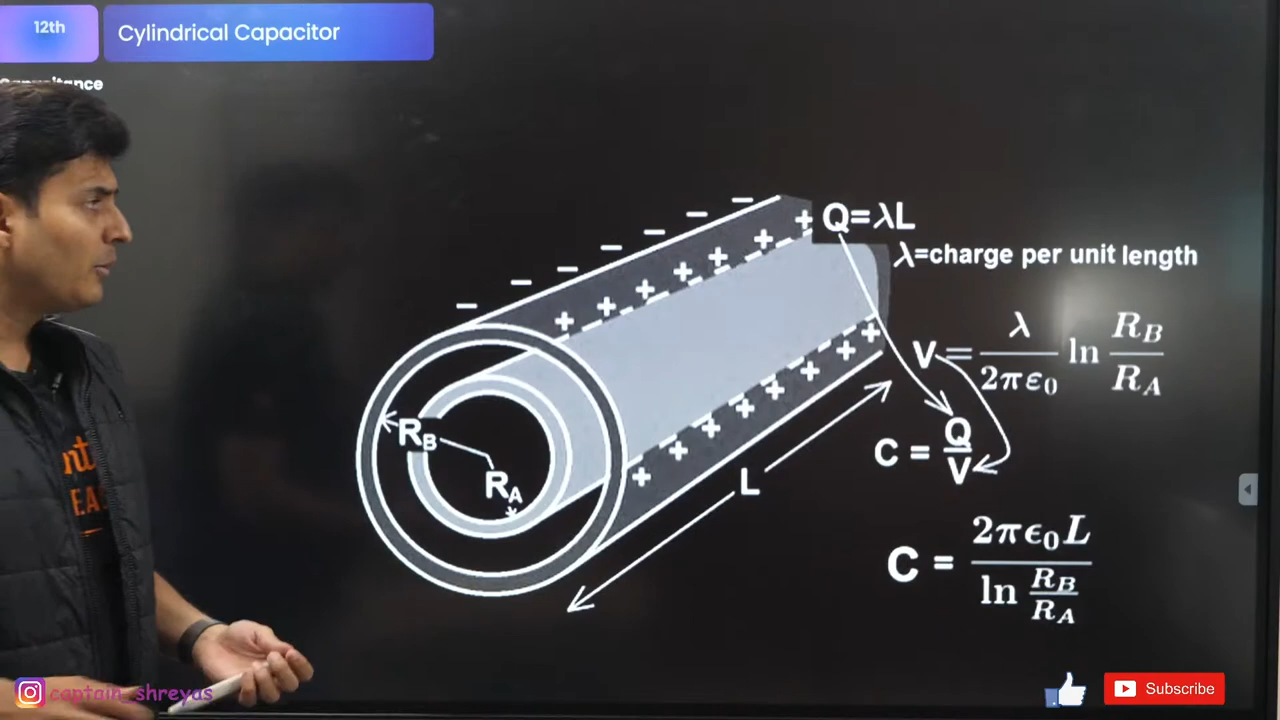 12th
Cylindrical Capacitor
Capacitance
Q=λL
λ=charge per unit length
V = λ/2πε₀ ln R_B/R_A
C = Q/V
C = 2πϵ₀L / ln R_B/R_A
R_B
R_A
L
captain_shreyas
Subscribe